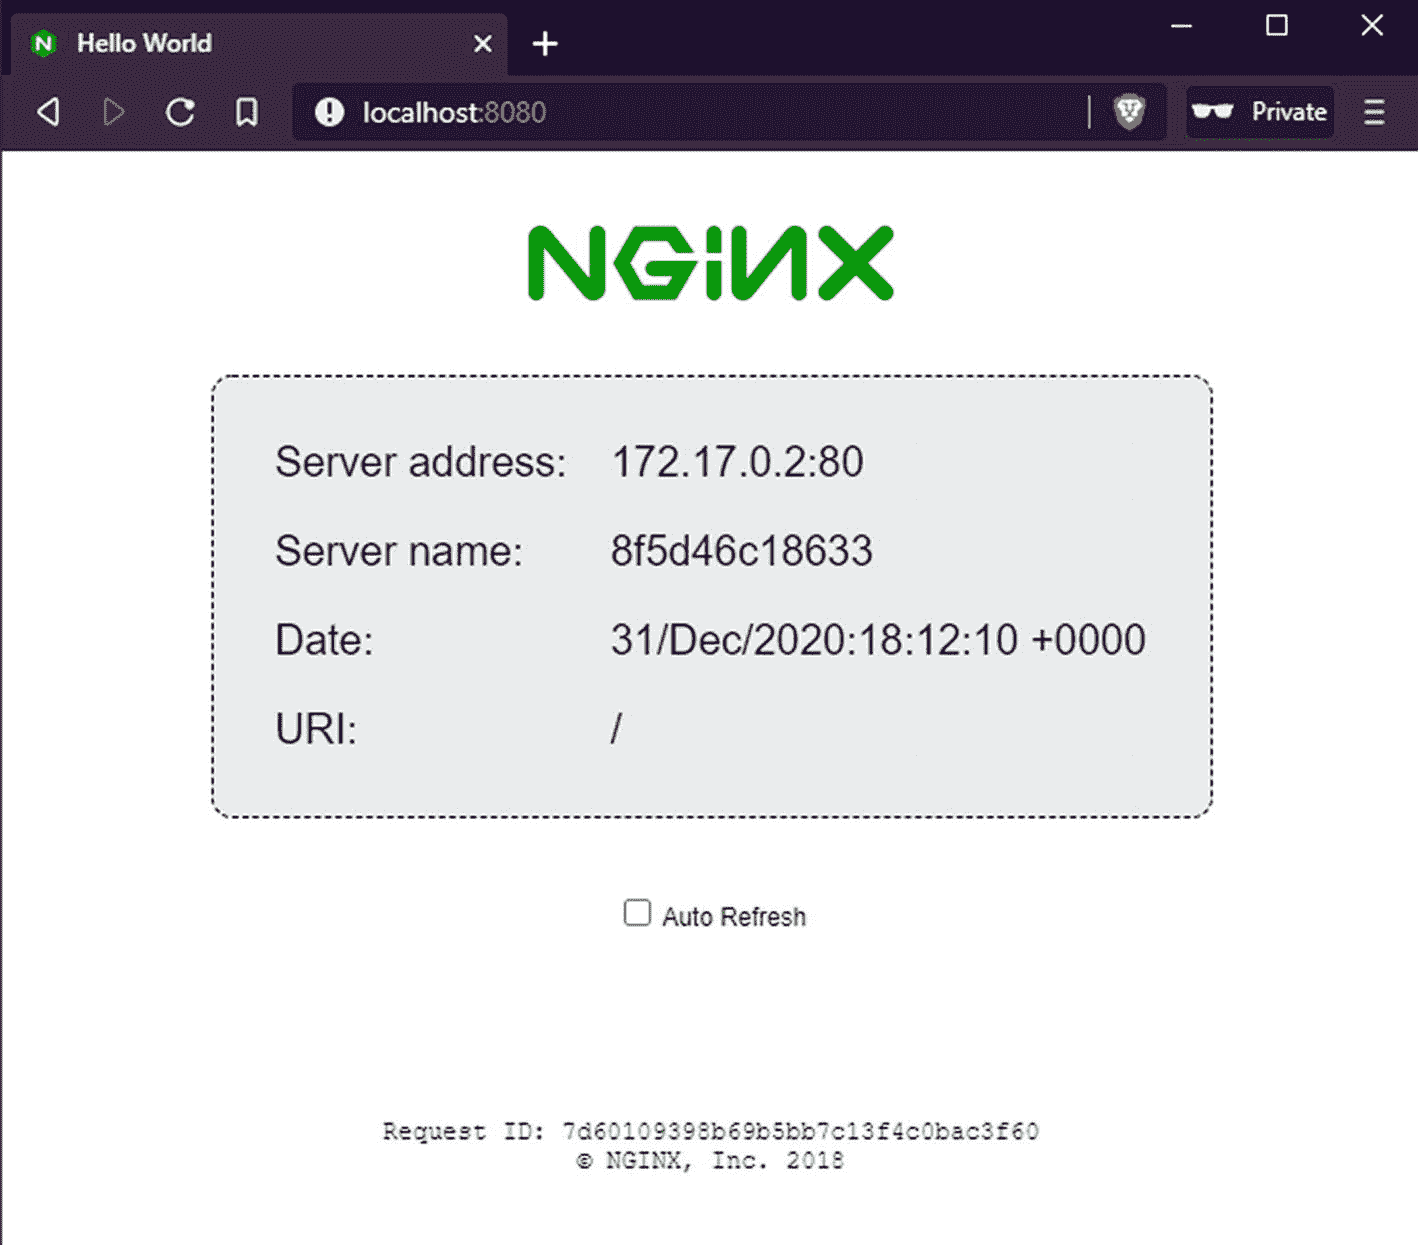 Hello World
localhost:8080
Private
NGINX
Server address: 172.17.0.2:80
Server name: 8f5d46c18633
Date: 31/Dec/2020:18:12:10 +0000
URI: /
Auto Refresh
Request ID: 7d60109398b69b5bb7c13f4c0bac3f60
© NGINX, Inc. 2018